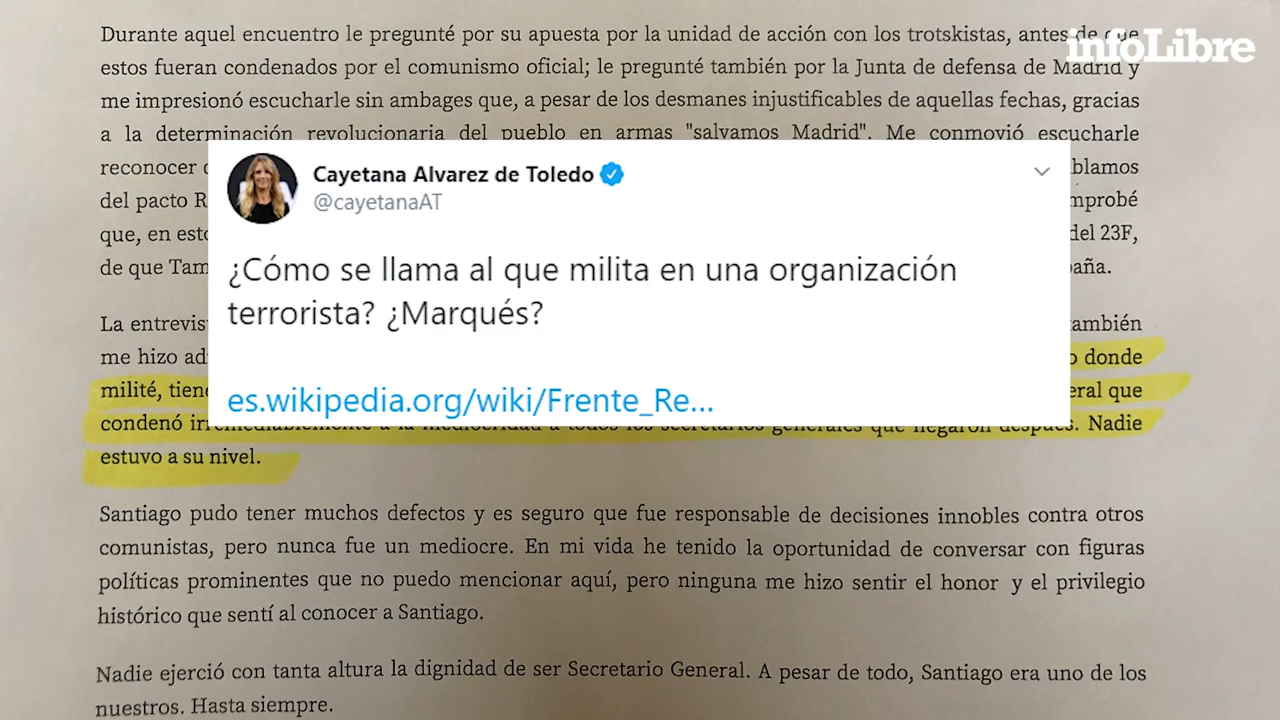 Durante aquel encuentro le pregunté por su apuesta por la unidad de acción con los trotskistas, antes de que
infoLibre
estos fueran condenados por el comunismo oficial; le pregunté también por la Junta de defensa de Madrid y
me impresionó escucharle sin ambages que, a pesar de los desmanes injustificables de aquellas fechas, gracias
a la determinación revolucionaria del pueblo en armas "salvamos Madrid". Me conmovió escucharle
reconocer
del pacto
que, en
del 23F,
de que
La
también
me hizo
donde
milité,
que
condenó irremediablemente a la mediocridad a todos los secretarios generales que llegaron después. Nadie
estuvo a su nivel.
Cayetana Alvarez de Toledo
@cayetanaAT
¿Cómo se llama al que milita en una organización
terrorista? ¿Marqués?
es.wikipedia.org/wiki/Frente_Re...
Santiago pudo tener muchos defectos y es seguro que fue responsable de decisiones innobles contra otros
comunistas, pero nunca fue un mediocre. En mi vida he tenido la oportunidad de conversar con figuras
políticas prominentes que no puedo mencionar aquí, pero ninguna me hizo sentir el honor y el privilegio
histórico que sentí al conocer a Santiago.
Nadie ejerció con tanta altura la dignidad de ser Secretario General. A pesar de todo, Santiago era uno de los
nuestros. Hasta siempre.